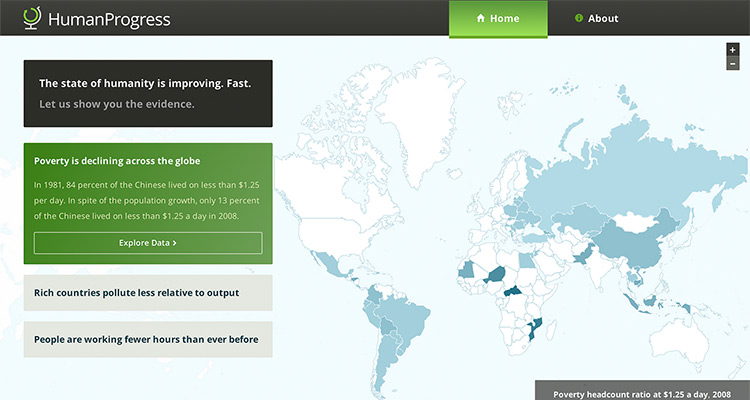 HumanProgress
Home
About
+
–
The state of humanity is improving. Fast.
Let us show you the evidence.
Poverty is declining across the globe
In 1981, 84 percent of the Chinese lived on less than $1.25
per day. In spite of the population growth, only 13 percent
of the Chinese lived on less than $1.25 a day in 2008.
Explore Data >
Rich countries pollute less relative to output
People are working fewer hours than ever before
Poverty headcount ratio at $1.25 a day, 2008